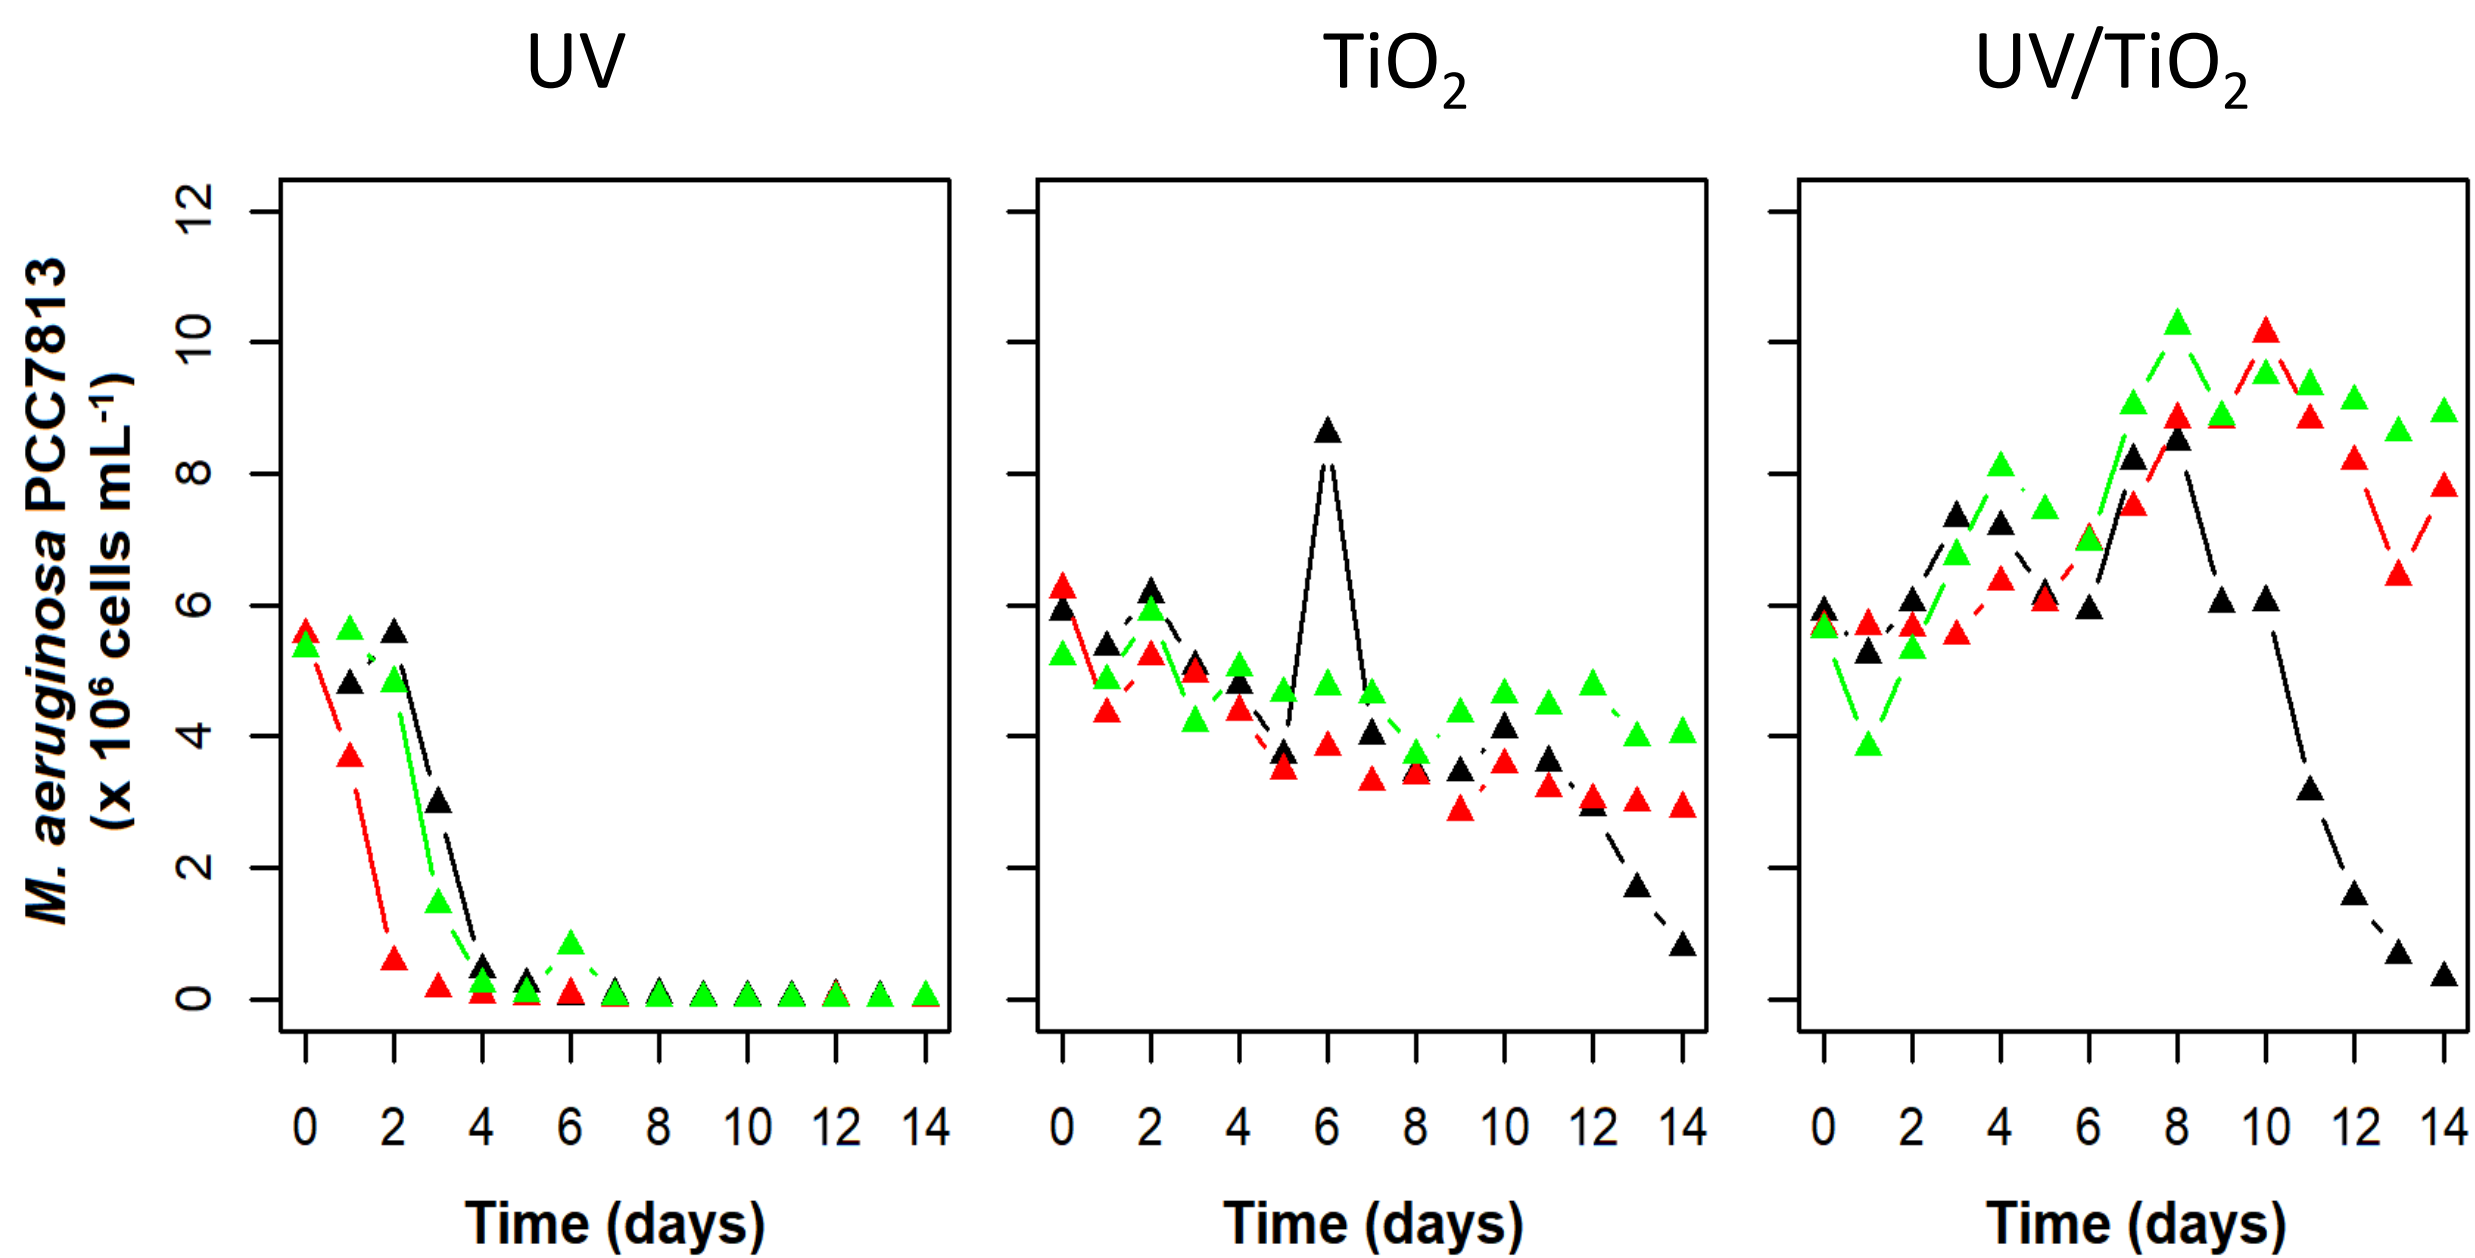 UV TiO₂ UV/TiO₂
M. aeruginosa PCC7813
(x 10⁶ cells mL⁻¹)
12
10
8
6
4
2
0
0 2 4 6 8 10 12 14 0 2 4 6 8 10 12 14 0 2 4 6 8 10 12 14
Time (days) Time (days) Time (days)